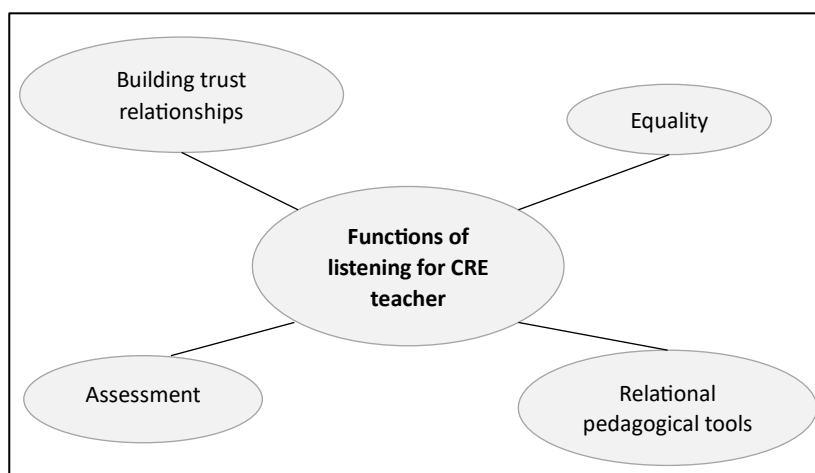 Building trust
relationships
Equality
Functions of
listening for CRE
teacher
Assessment
Relational
pedagogical tools